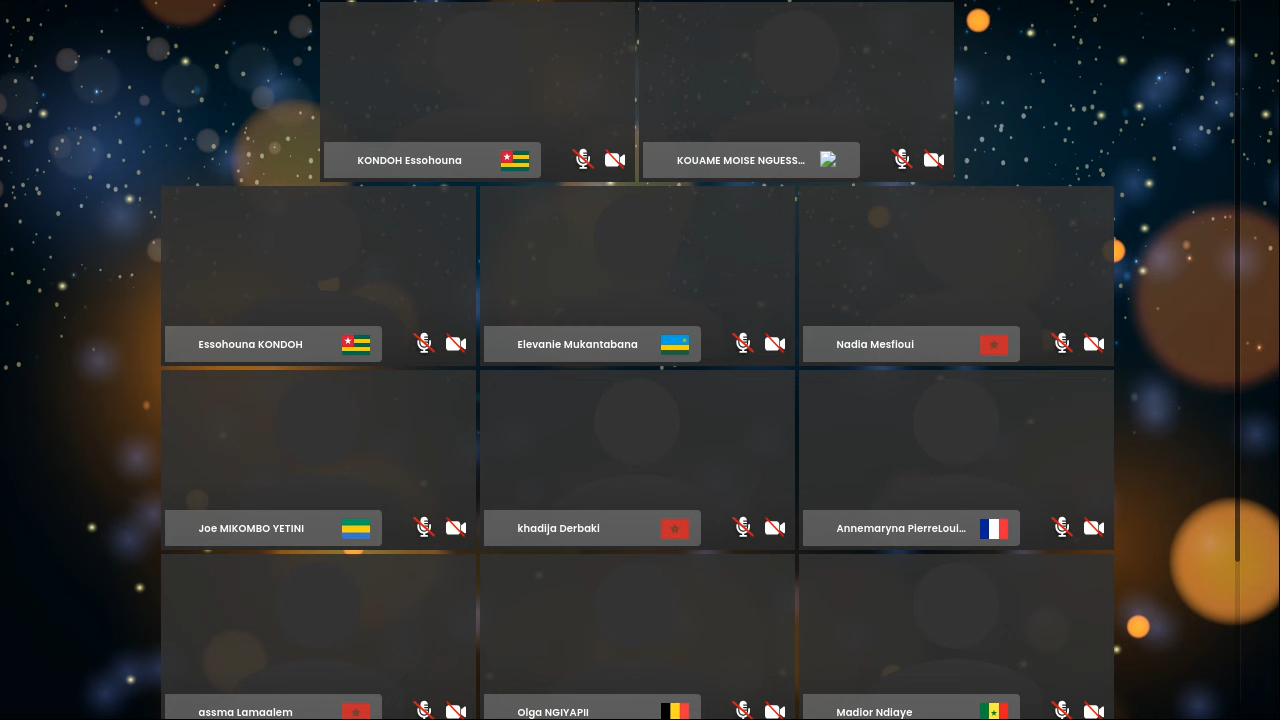 KONDOH Essohouna
KOUAME MOISE NGUESS...
Essohouna KONDOH
Elevanie Mukantabana
Nadia Mesfioui
Joe MIKOMBO YETINI
khadija Derbaki
Annemaryna PierreLoui...
assma Lamaalem
Olga NGIYAPII
Madior Ndiaye